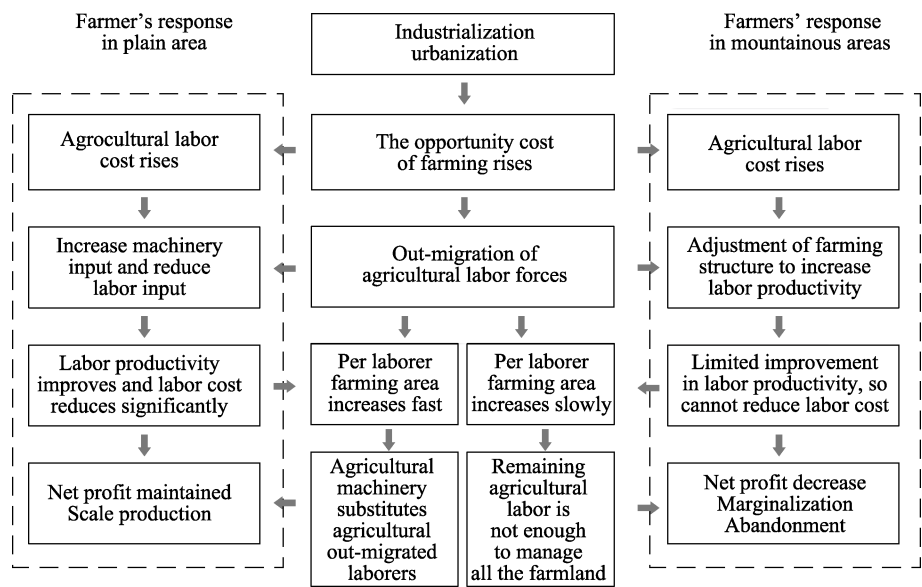 Farmer's response
in plain area
Industrialization
urbanization
Farmers' response
in mountainous areas
Agrocultural labor
cost rises
The opportunity cost
of farming rises
Agricultural labor
cost rises
Increase machinery
input and reduce
labor input
Out-migration of
agricultural labor forces
Adjustment of farming
structure to increase
labor productivity
Labor productivity
improves and labor cost
reduces significantly
Per laborer
farming area
increases fast
Per laborer
farming area
increases slowly
Limited improvement
in labor productivity, so
cannot reduce labor cost
Net profit maintained
Scale production
Agricultural
machinery
substitutes
agricultural
out-migrated
laborers
Remaining
agricultural
labor is
not enough
to manage
all the farmland
Net profit decrease
Marginalization
Abandonment